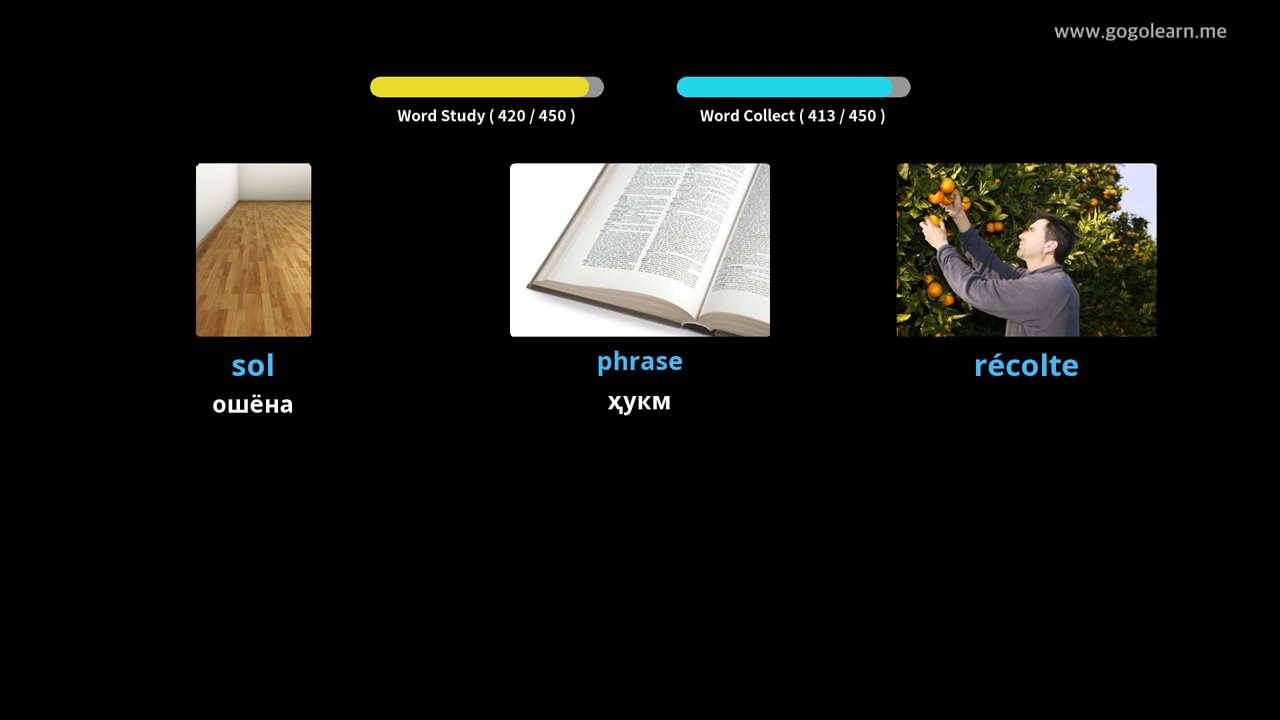 www.gogolearn.me
Word Study ( 420 / 450 )
Word Collect ( 413 / 450 )
sol
ошёна
phrase
ҳукм
récolte